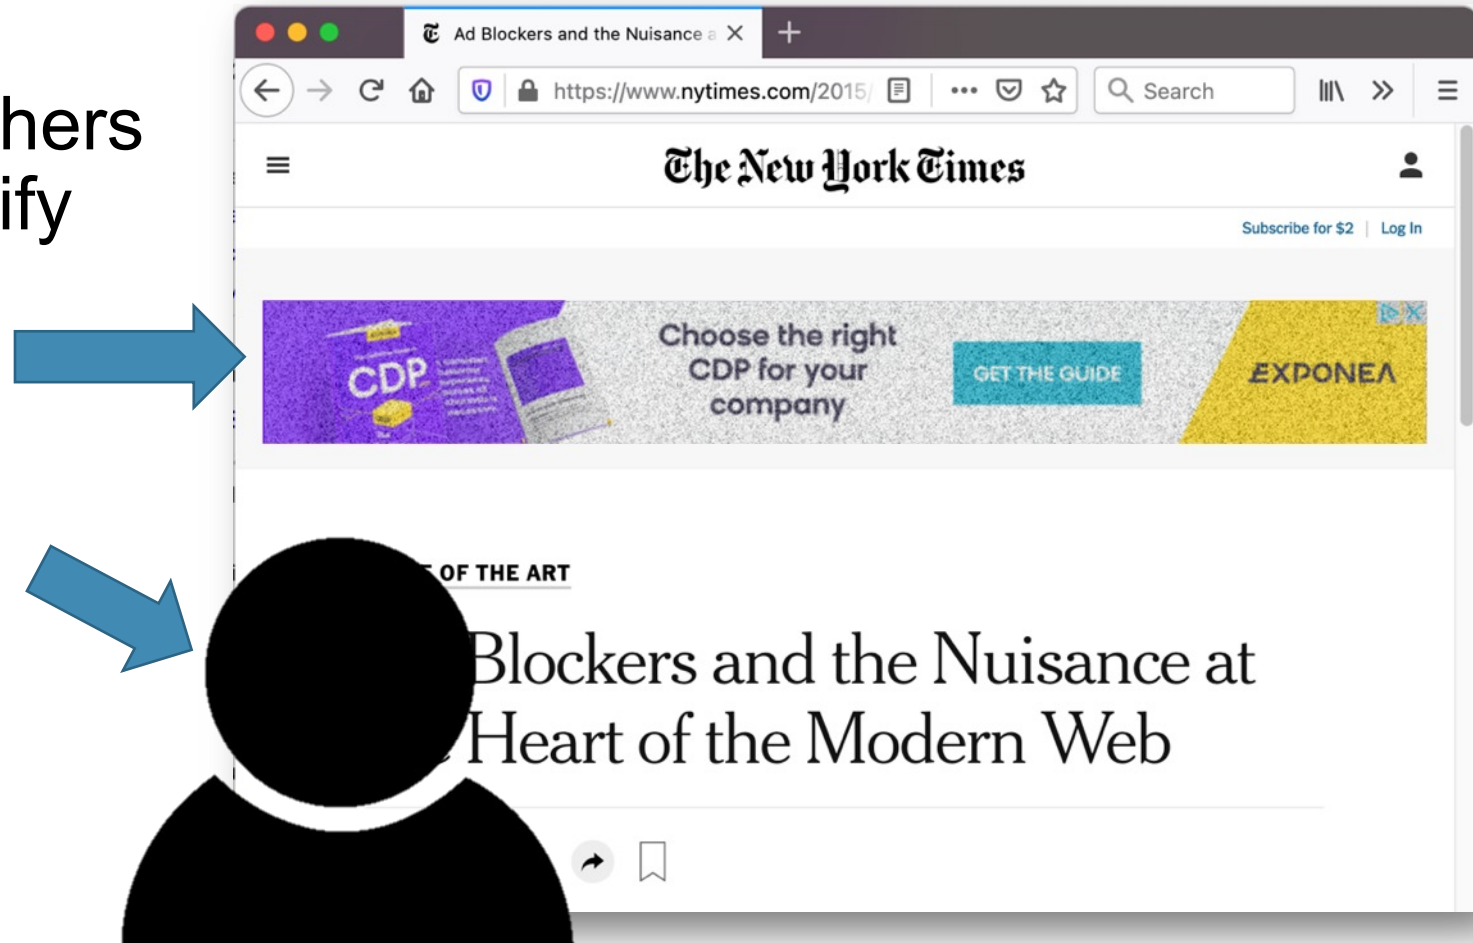 hers
ify
Ad Blockers and the Nuisance a
https://www.nytimes.com/2015/
Search
The New York Times
Subscribe for $2 | Log In
CDP
Choose the right
CDP for your
company
GET THE GUIDE
EXPONEA
OF THE ART
Blockers and the Nuisance at
Heart of the Modern Web